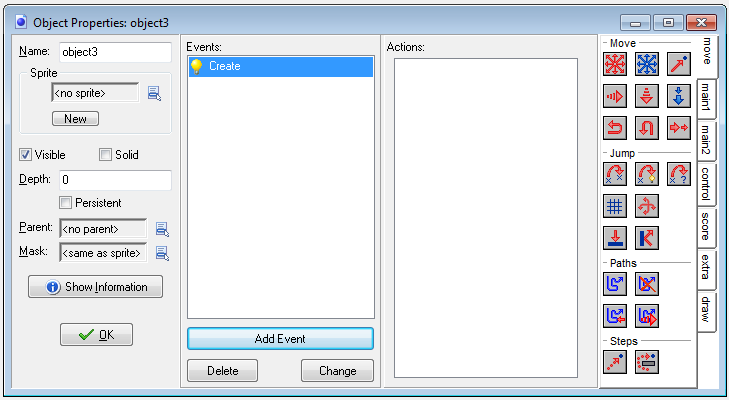 Object Properties: object3
Name: object3
Sprite
<no sprite>
New
Visible
Solid
Depth: 0
Persistent
Parent: <no parent>
Mask: <same as sprite>
Show Information
OK
Events:
Create
Add Event
Delete
Change
Actions:
Move
Jump
Paths
Steps
move
main1
main2
control
score
extra
draw